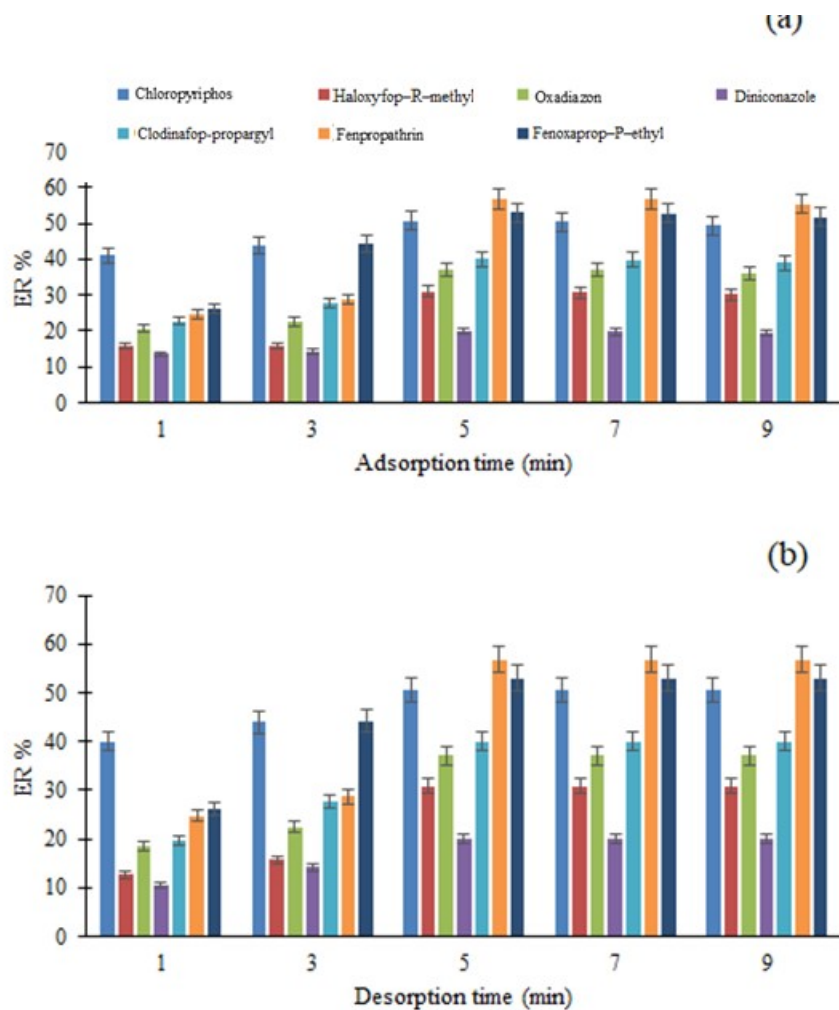 (a)
Chloropyriphos Haloxyfop–R–methyl Oxadiazon Diniconazole
Clodinafop-propargyl Fenpropathrin Fenoxaprop–P–ethyl
70
60
50
40
30
20
10
0
ER %
1 3 5 7 9
Adsorption time (min)
(b)
70
60
50
40
30
20
10
0
ER %
1 3 5 7 9
Desorption time (min)